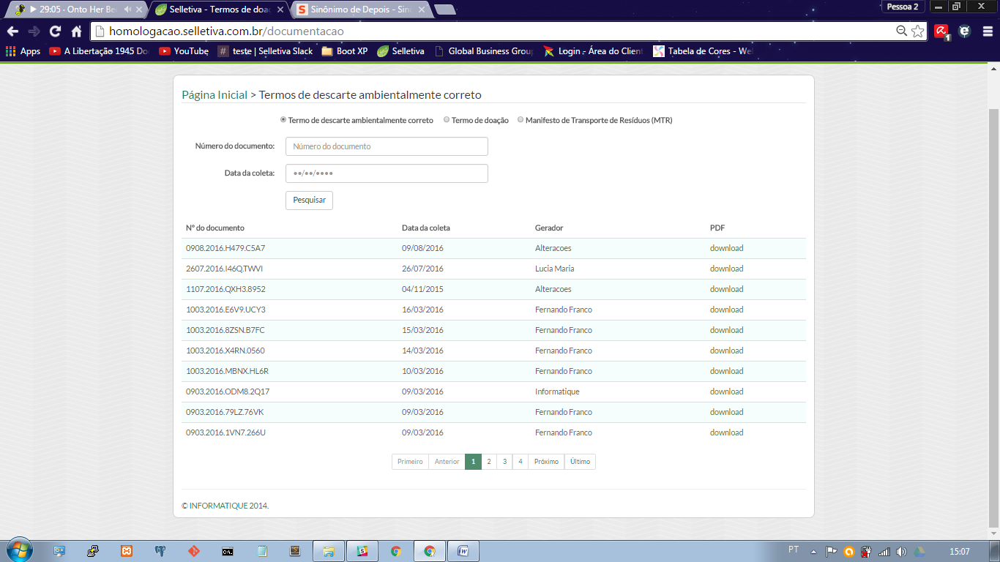 29:05 · Onto Her Be
Selletiva - Termos de doaç
Sinônimo de Depois - Sin
Pessoa 2
homologacao.selletiva.com.br/documentacao
1
Apps
A Libertação 1945 Do
YouTube
# teste | Selletiva Slack
Boot XP
Selletiva
Global Business Group
Login - Área do Client
Tabela de Cores - We
Página Inicial > Termos de descarte ambientalmente correto
Termo de descarte ambientalmente correto Termo de doação Manifesto de Transporte de Resíduos (MTR)
Número do documento: Número do documento
Data da coleta: ••/••/••••
Pesquisar
Nº do documento Data da coleta Gerador PDF
0908.2016.H479.C5A7 09/08/2016 Alteracoes download
2607.2016.I46Q.TWVI 26/07/2016 Lucia Maria download
1107.2016.QXH3.8952 04/11/2015 Alteracoes download
1003.2016.E6V9.UCY3 16/03/2016 Fernando Franco download
1003.2016.8ZSN.B7FC 15/03/2016 Fernando Franco download
1003.2016.X4RN.0560 14/03/2016 Fernando Franco download
1003.2016.MBNX.HL6R 10/03/2016 Fernando Franco download
0903.2016.ODM8.2Q17 09/03/2016 Informatique download
0903.2016.79LZ.76VK 09/03/2016 Fernando Franco download
0903.2016.1VN7.266U 09/03/2016 Fernando Franco download
Primeiro Anterior 1 2 3 4 Próximo Último
© INFORMATIQUE 2014.
PT
15:07